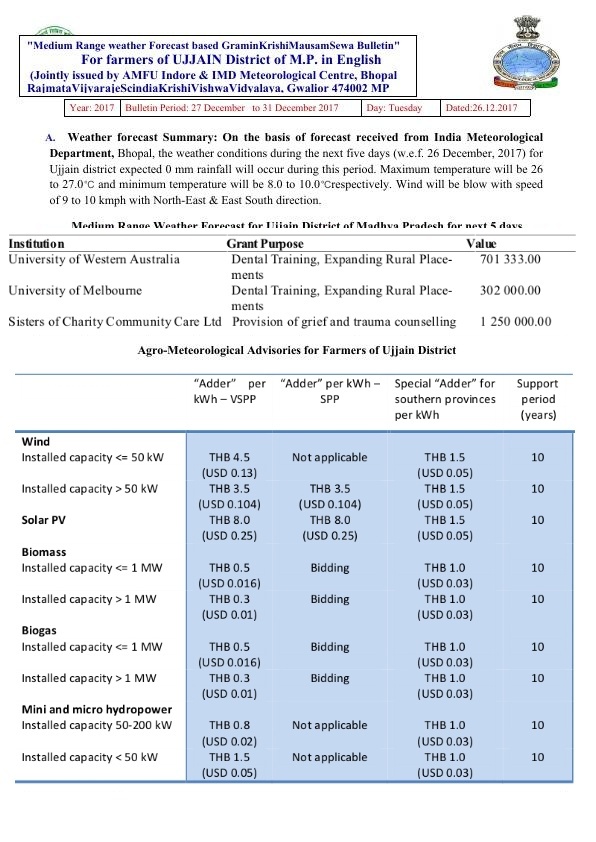 "Medium Range weather Forecast based GraminKrishiMausamSewa Bulletin"
For farmers of UJJAIN District of M.P. in English
(Jointly issued by AMFU Indore & IMD Meteorological Centre, Bhopal
RajmataVijyarajeScindiaKrishiVishwaVidyalaya, Gwalior 474002 MP
Year: 2017 Bulletin Period: 27 December to 31 December 2017 Day: Tuesday Dated:26.12.2017
A. Weather forecast Summary: On the basis of forecast received from India Meteorological
Department, Bhopal, the weather conditions during the next five days (w.e.f. 26 December, 2017) for
Ujjain district expected 0 mm rainfall will occur during this period. Maximum temperature will be 26
to 27.0°C and minimum temperature will be 8.0 to 10.0°Crespectively. Wind will be blow with speed
of 9 to 10 kmph with North-East & East South direction.
Medium Range Weather Forecast for Ujjain District of Madhya Pradesh for next 5 days
Institution Grant Purpose Value
University of Western Australia Dental Training, Expanding Rural Place- 701 333.00
ments
University of Melbourne Dental Training, Expanding Rural Place- 302 000.00
ments
Sisters of Charity Community Care Ltd Provision of grief and trauma counselling 1 250 000.00
Agro-Meteorological Advisories for Farmers of Ujjain District
"Adder" per "Adder" per kWh – Special "Adder" for Support
kWh – VSPP SPP southern provinces period
per kWh (years)
Wind
Installed capacity <= 50 kW THB 4.5 Not applicable THB 1.5 10
(USD 0.13) (USD 0.05)
Installed capacity > 50 kW THB 3.5 THB 3.5 THB 1.5 10
(USD 0.104) (USD 0.104) (USD 0.05)
Solar PV THB 8.0 THB 8.0 THB 1.5 10
(USD 0.25) (USD 0.25) (USD 0.05)
Biomass
Installed capacity <= 1 MW THB 0.5 Bidding THB 1.0 10
(USD 0.016) (USD 0.03)
Installed capacity > 1 MW THB 0.3 Bidding THB 1.0 10
(USD 0.01) (USD 0.03)
Biogas
Installed capacity <= 1 MW THB 0.5 Bidding THB 1.0 10
(USD 0.016) (USD 0.03)
Installed capacity > 1 MW THB 0.3 Bidding THB 1.0 10
(USD 0.01) (USD 0.03)
Mini and micro hydropower
Installed capacity 50-200 kW THB 0.8 Not applicable THB 1.0 10
(USD 0.02) (USD 0.03)
Installed capacity < 50 kW THB 1.5 Not applicable THB 1.0 10
(USD 0.05) (USD 0.03)